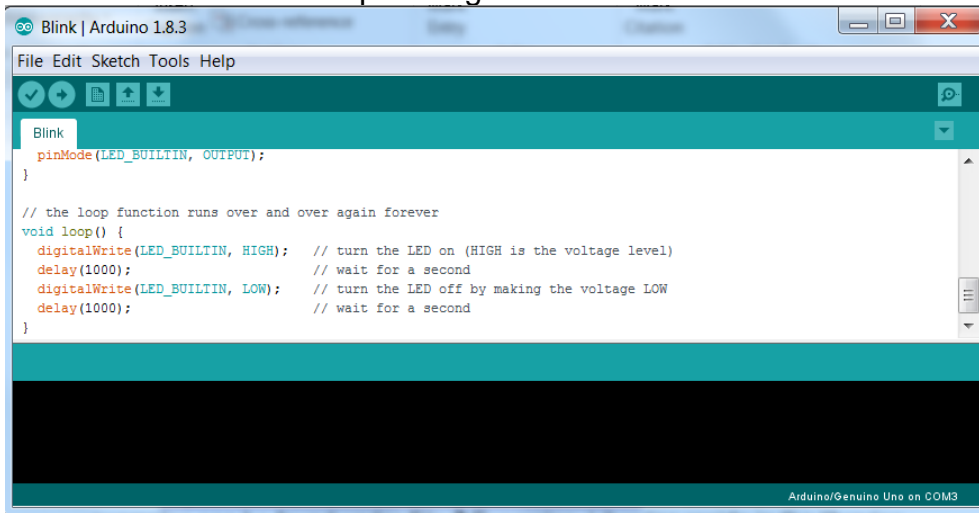 Blink | Arduino 1.8.3
File Edit Sketch Tools Help
Blink
  pinMode(LED_BUILTIN, OUTPUT);
}

// the loop function runs over and over again forever
void loop() {
  digitalWrite(LED_BUILTIN, HIGH);   // turn the LED on (HIGH is the voltage level)
  delay(1000);                       // wait for a second
  digitalWrite(LED_BUILTIN, LOW);    // turn the LED off by making the voltage LOW
  delay(1000);                       // wait for a second
}
Arduino/Genuino Uno on COM3